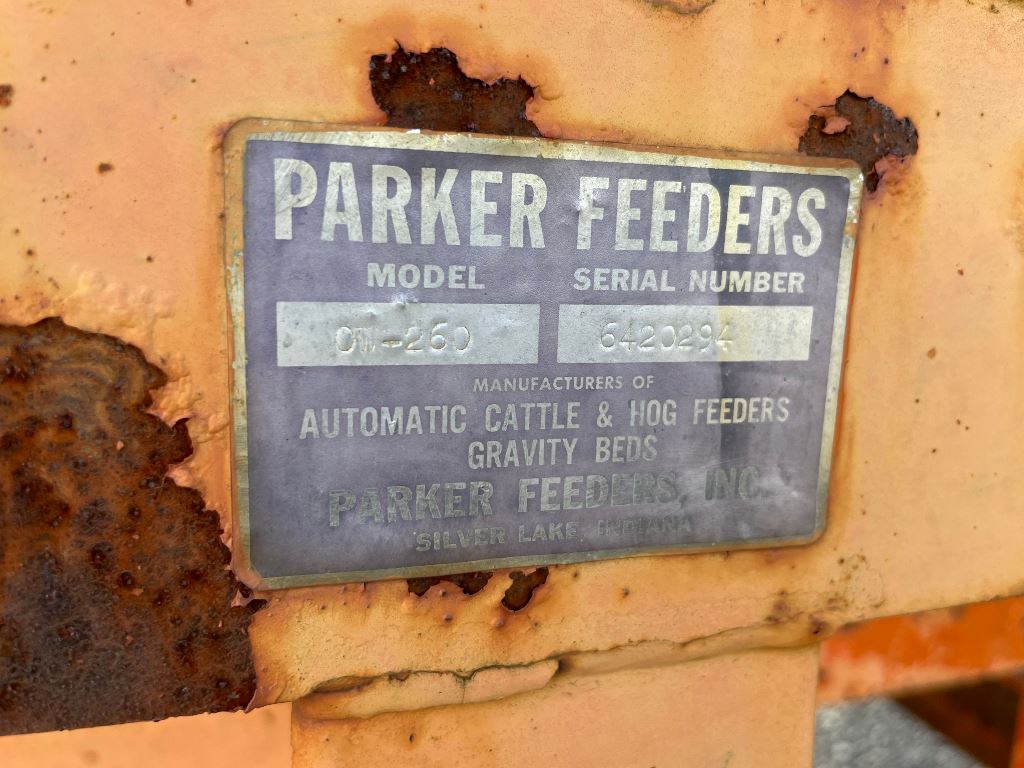 PARKER FEEDERS
MODEL SERIAL NUMBER
OW-260 6420294
MANUFACTURERS OF
AUTOMATIC CATTLE & HOG FEEDERS
GRAVITY BEDS
PARKER FEEDERS, INC.
SILVER LAKE, INDIANA